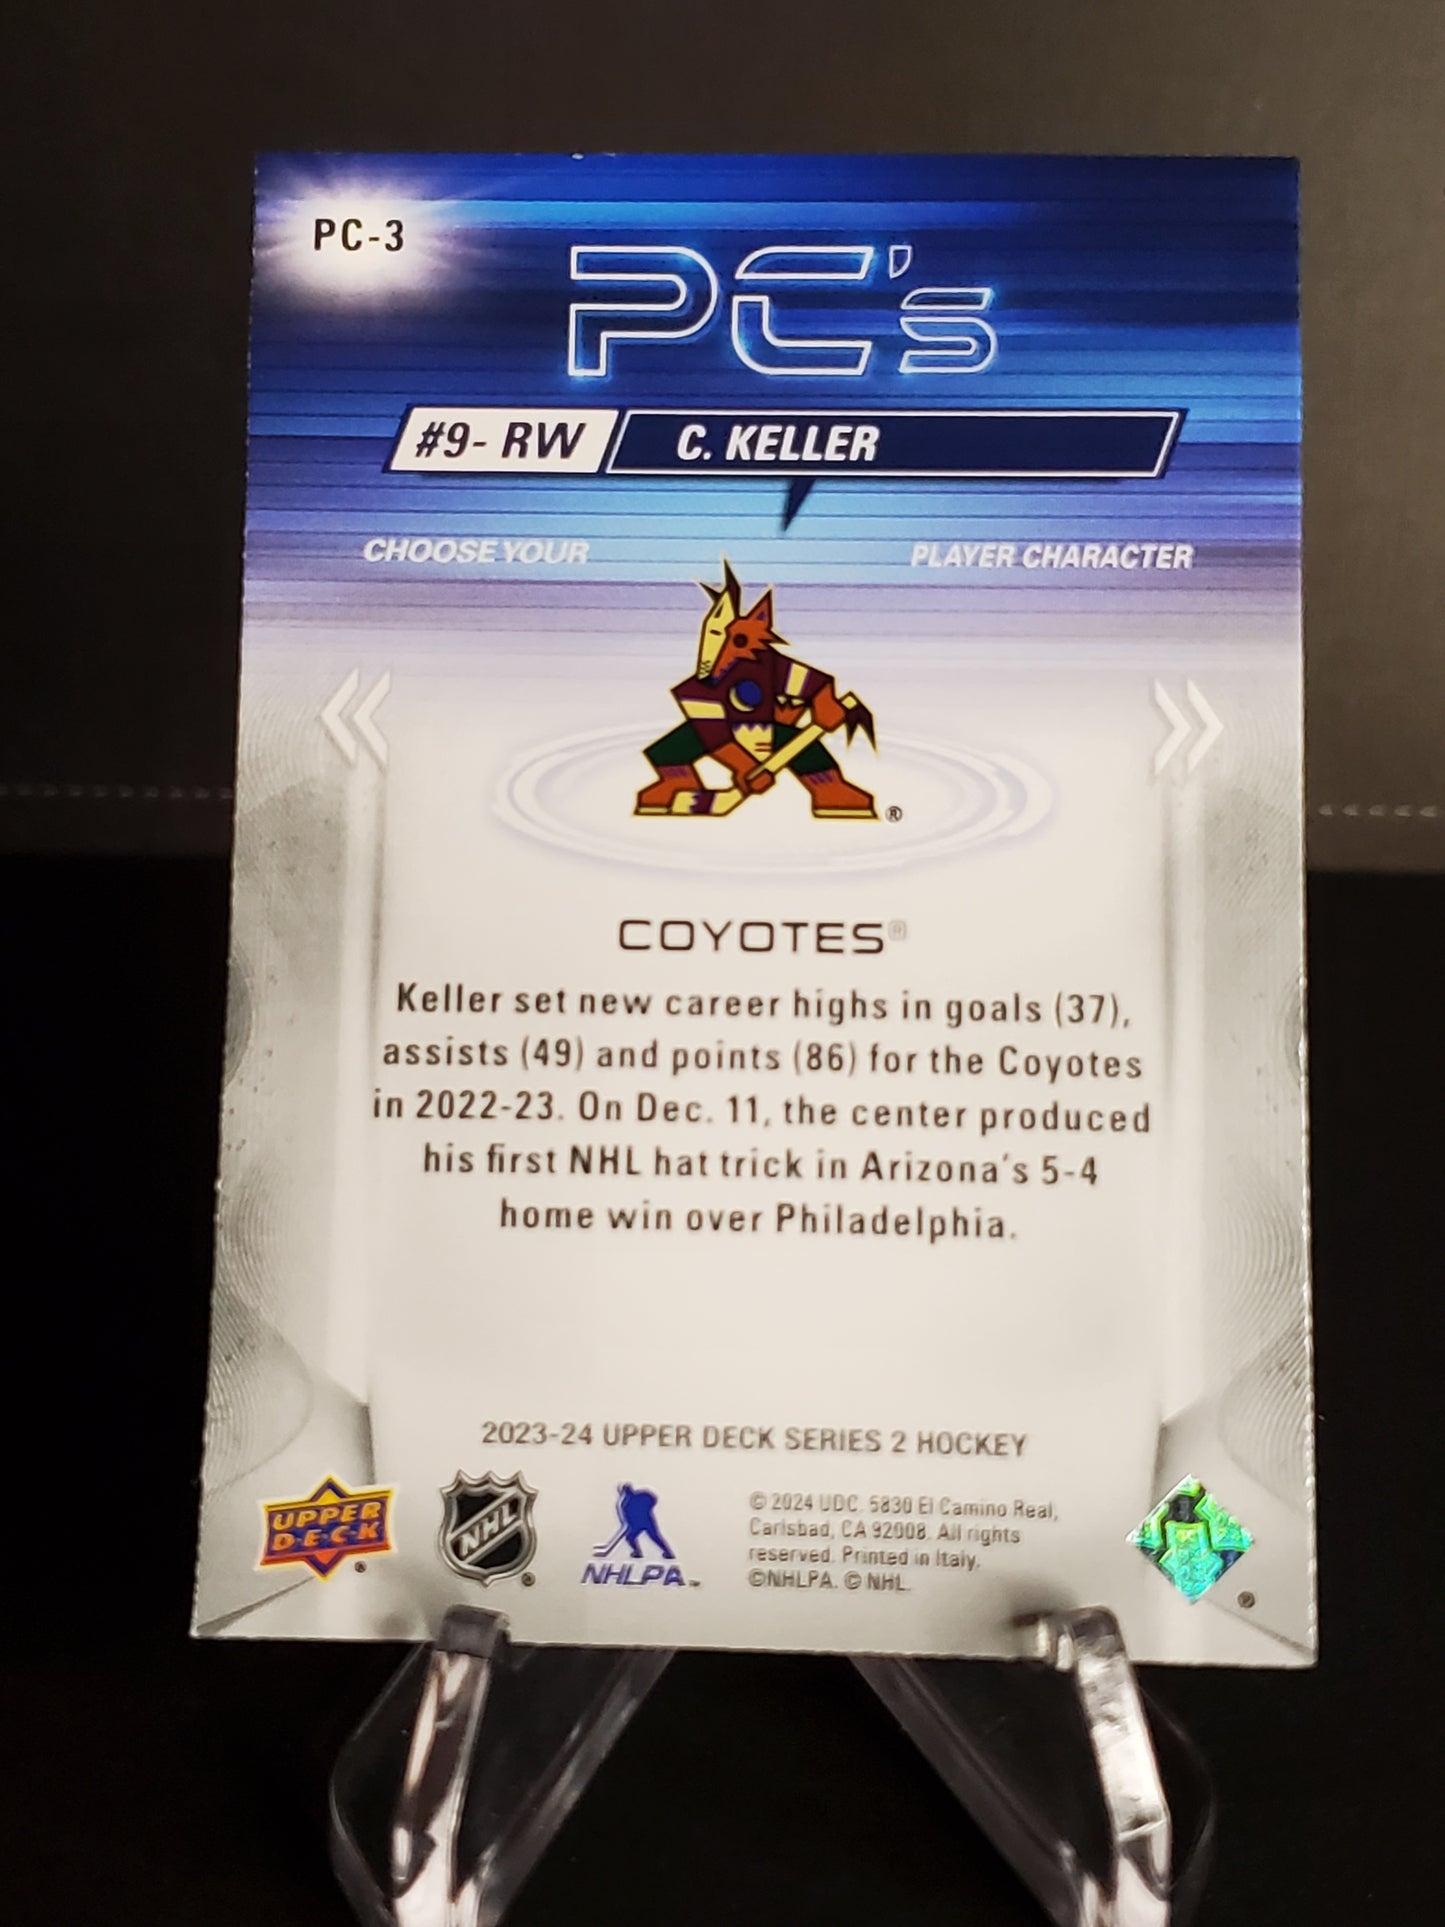 PC-3
PC's
#9- RW C. KELLER
CHOOSE YOUR PLAYER CHARACTER
®
COYOTES®
Keller set new career highs in goals (37),
assists (49) and points (86) for the Coyotes
in 2022-23. On Dec. 11, the center produced
his first NHL hat trick in Arizona's 5-4
home win over Philadelphia.
2023-24 UPPER DECK SERIES 2 HOCKEY
UPPER
DECK
®
NHL
®
NHLPA™
© 2024 UDC. 5830 El Camino Real,
Carlsbad, CA 92008. All rights
reserved. Printed in Italy.
©NHLPA. © NHL.
®